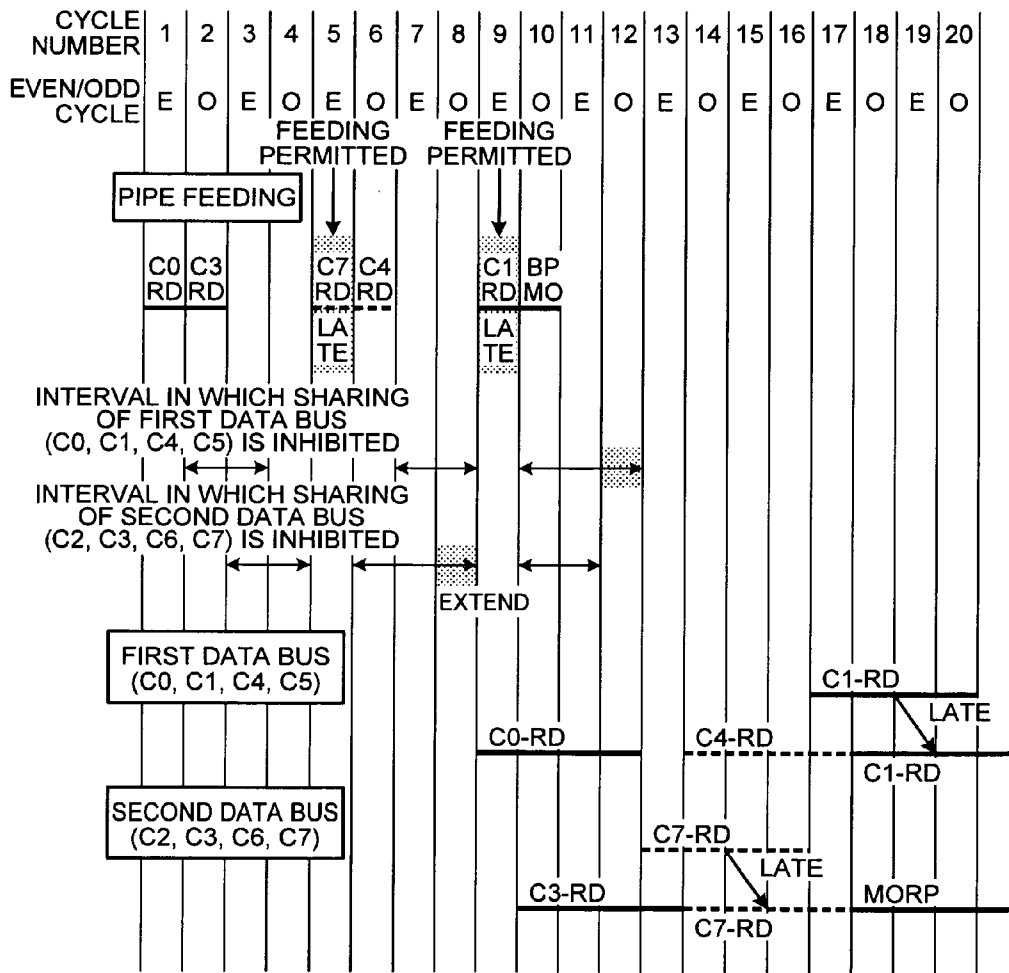 CYCLE NUMBER 1 2 3 4 5 6 7 8 9 10 11 12 13 14 15 16 17 18 19 20
EVEN/ODD CYCLE E O E O E O E O E O E O E O E O E O E O
FEEDING PERMITTED
FEEDING PERMITTED
PIPE FEEDING
C0 RD
C3 RD
C7 RD
C4 RD
C1 RD
BP MO
LA TE
LA TE
INTERVAL IN WHICH SHARING
OF FIRST DATA BUS
(C0, C1, C4, C5) IS INHIBITED
INTERVAL IN WHICH SHARING
OF SECOND DATA BUS
(C2, C3, C6, C7) IS INHIBITED
EXTEND
FIRST DATA BUS
(C0, C1, C4, C5)
C1-RD
LATE
C0-RD
C4-RD
C1-RD
SECOND DATA BUS
(C2, C3, C6, C7)
C7-RD
LATE
C3-RD
MORP
C7-RD